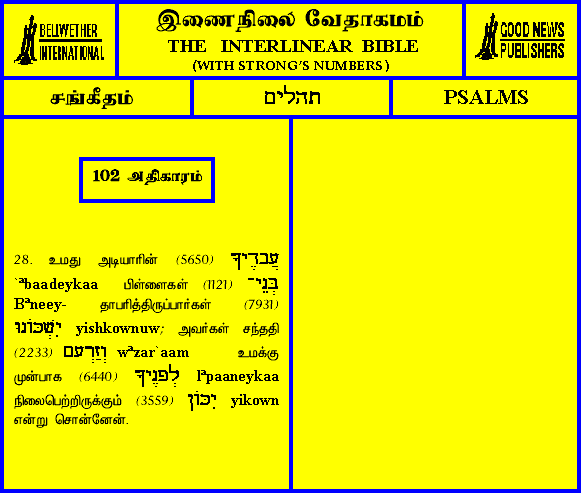 BELLWETHER
INTERNATIONAL
இணைநிலை வேதாகமம்
THE INTERLINEAR BIBLE
(WITH STRONG'S NUMBERS)
GOOD NEWS
PUBLISHERS
சங்கீதம்
תהלים
PSALMS
102 அதிகாரம்
28. உமது அடியாரின் (5650) עֲבָדֶיךָ
`ªbaadeykaa பிள்ளைகள் (1121) בְּנֵי־
Bªneey- தாபரித்திருப்பார்கள் (7931)
יִשְׁכּוֹנוּ yishkownuw; அவர்கள் சந்ததி
(2233) וְזַרְעָם wªzar`aam உமக்கு
முன்பாக (6440) לְפָנֶיךָ lªpaaneykaa
நிலைபெற்றிருக்கும் (3559) יִכּוֹן yikown
என்று சொன்னேன்.